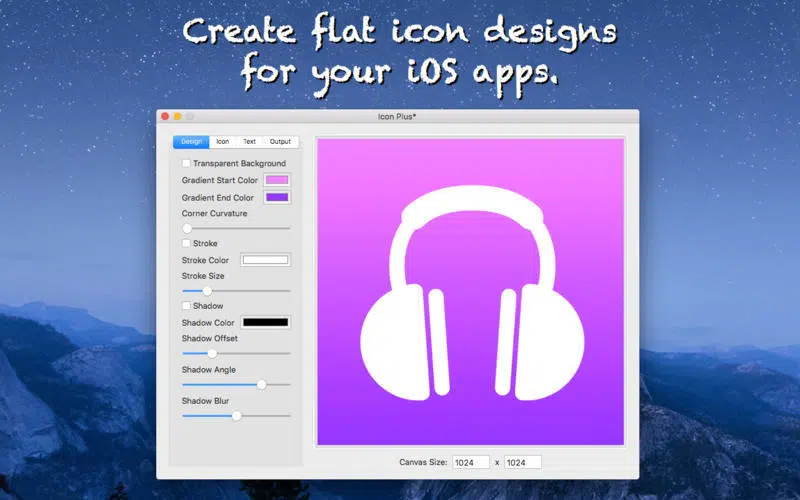 Create flat icon designs
for your iOS apps.
Icon Plus*
Design Icon Text Output
Transparent Background
Gradient Start Color
Gradient End Color
Corner Curvature
Stroke
Stroke Color
Stroke Size
Shadow
Shadow Color
Shadow Offset
Shadow Angle
Shadow Blur
Canvas Size: 1024 x 1024